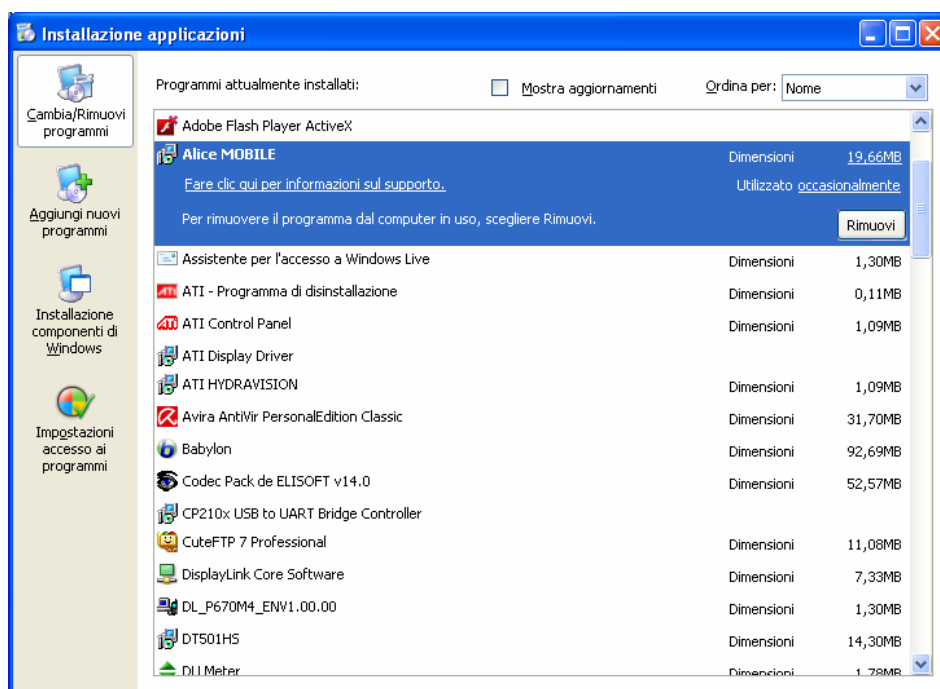 Installazione applicazioni
Cambia/Rimuovi
programmi
Aggiungi nuovi
programmi
Installazione
componenti di
Windows
Impostazioni
accesso ai
programmi
Programmi attualmente installati:
Mostra aggiornamenti
Ordina per: Nome
Adobe Flash Player ActiveX
Alice MOBILE Dimensioni 19,66MB
Fare clic qui per informazioni sul supporto. Utilizzato occasionalmente
Per rimuovere il programma dal computer in uso, scegliere Rimuovi. Rimuovi
Assistente per l'accesso a Windows Live Dimensioni 1,30MB
ATI - Programma di disinstallazione Dimensioni 0,11MB
ATI Control Panel Dimensioni 1,09MB
ATI Display Driver
ATI HYDRAVISION Dimensioni 1,09MB
Avira AntiVir PersonalEdition Classic Dimensioni 31,70MB
Babylon Dimensioni 92,69MB
Codec Pack de ELISOFT v14.0 Dimensioni 52,57MB
CP210x USB to UART Bridge Controller
CuteFTP 7 Professional Dimensioni 11,08MB
DisplayLink Core Software Dimensioni 7,33MB
DL_P670M4_ENV1.00.00 Dimensioni 1,30MB
DT501HS Dimensioni 14,30MB
DU Meter Dimensioni 1,78MB